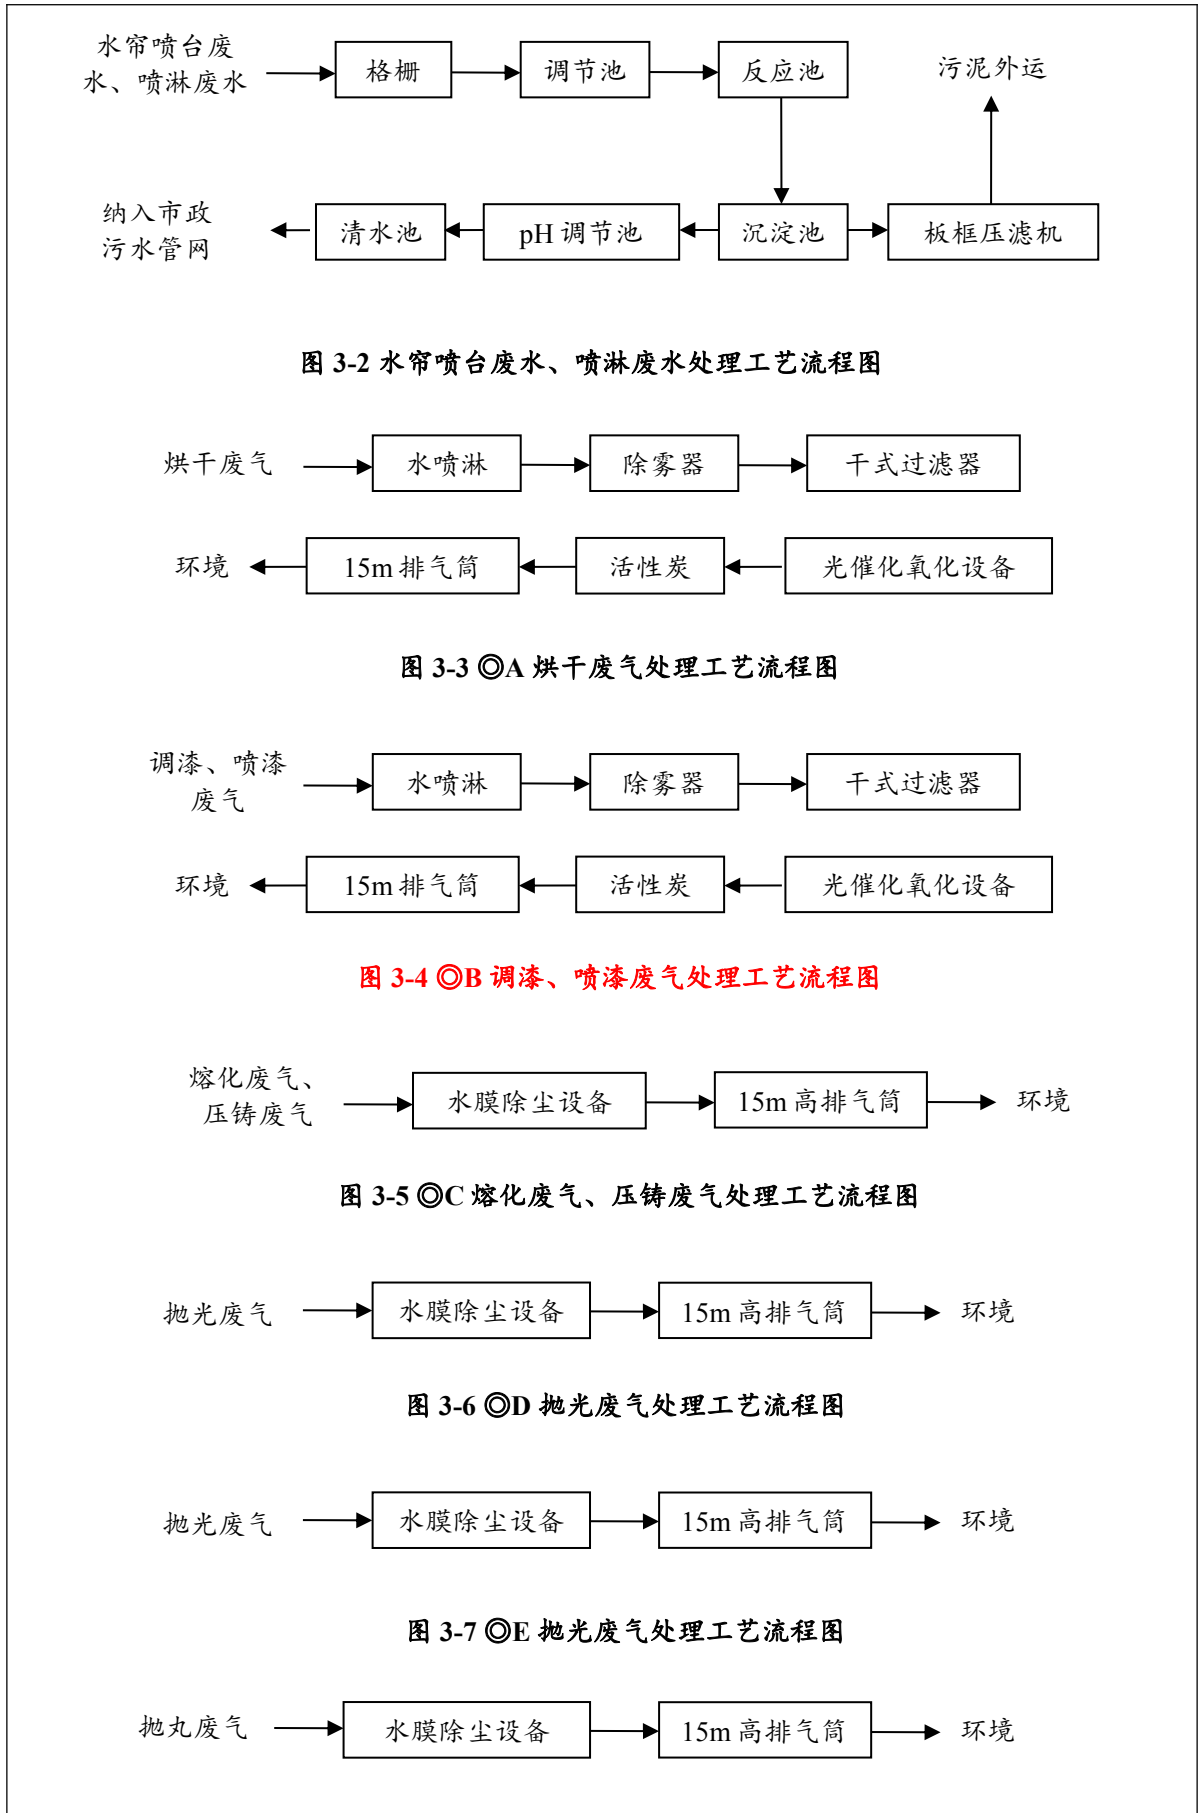 水帘喷台废
水、喷淋废水
格栅
调节池
反应池
污泥外运
纳入市政
污水管网
清水池
pH 调节池
沉淀池
板框压滤机
图 3-2 水帘喷台废水、喷淋废水处理工艺流程图
烘干废气
水喷淋
除雾器
干式过滤器
环境
15m 排气筒
活性炭
光催化氧化设备
图 3-3 ◎A 烘干废气处理工艺流程图
调漆、喷漆
废气
水喷淋
除雾器
干式过滤器
环境
15m 排气筒
活性炭
光催化氧化设备
图 3-4 ◎B 调漆、喷漆废气处理工艺流程图
熔化废气、
压铸废气
水膜除尘设备
15m 高排气筒
环境
图 3-5 ◎C 熔化废气、压铸废气处理工艺流程图
抛光废气
水膜除尘设备
15m 高排气筒
环境
图 3-6 ◎D 抛光废气处理工艺流程图
抛光废气
水膜除尘设备
15m 高排气筒
环境
图 3-7 ◎E 抛光废气处理工艺流程图
抛丸废气
水膜除尘设备
15m 高排气筒
环境